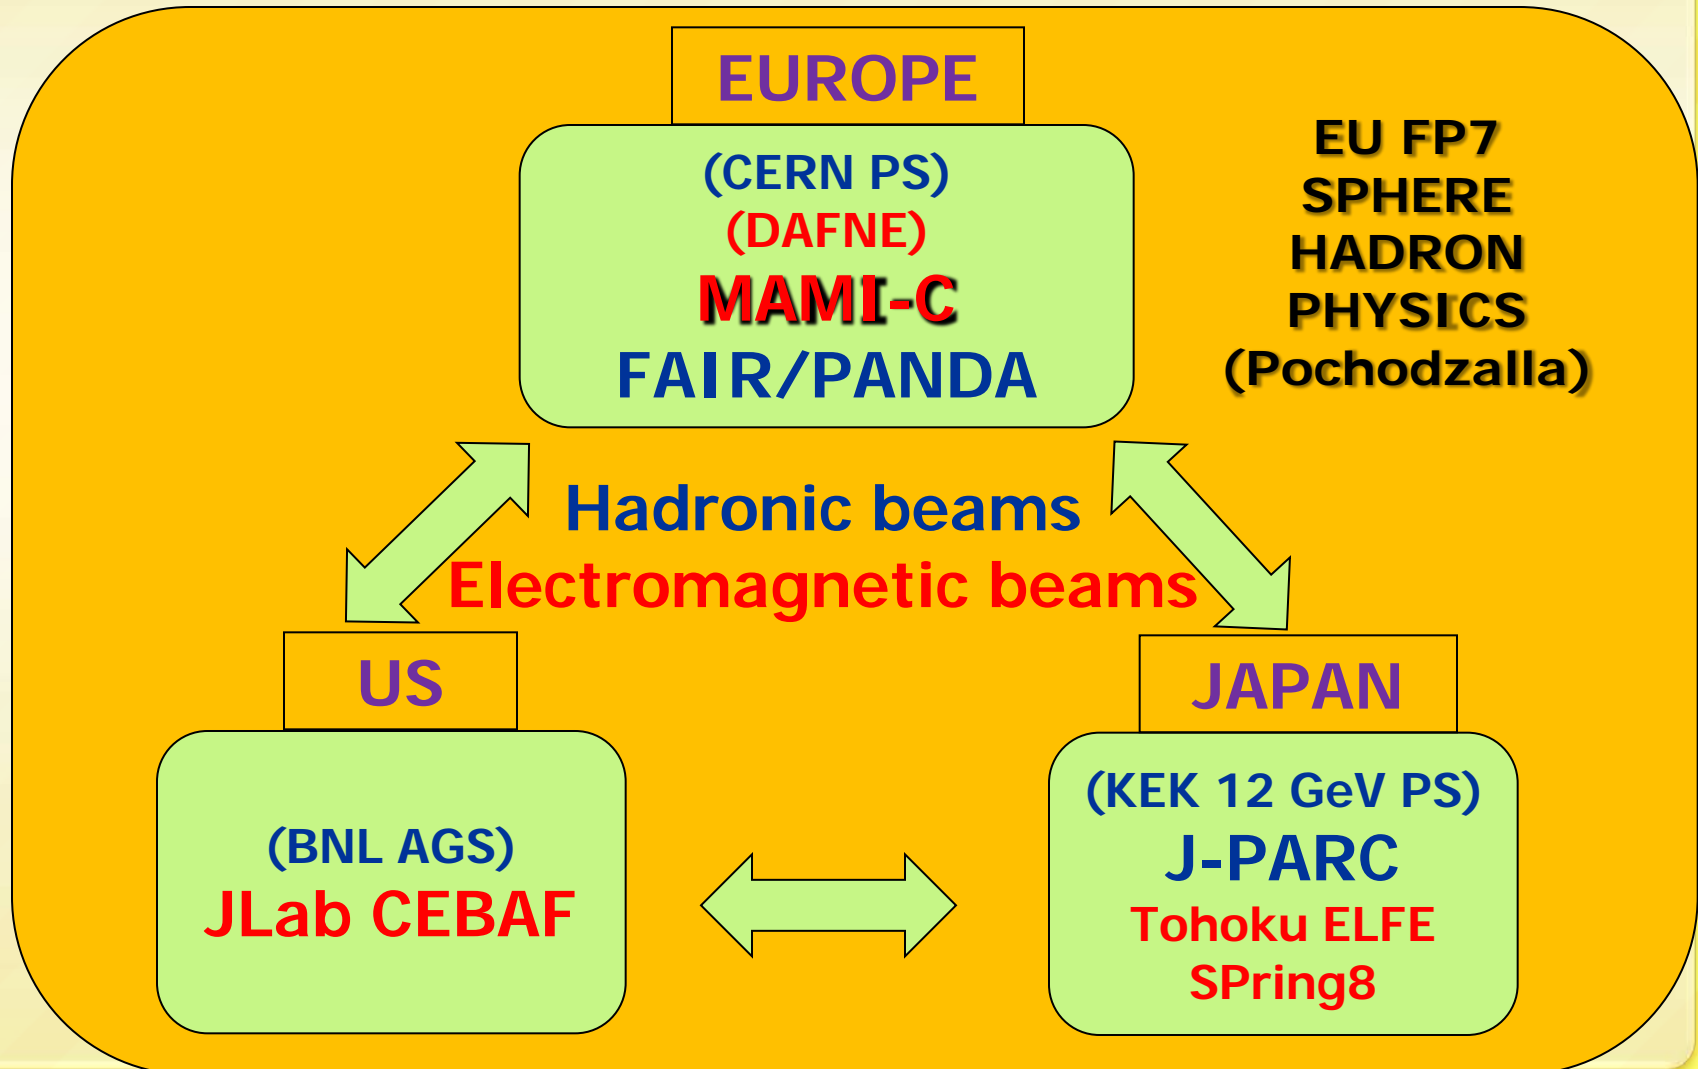 EUROPE
(CERN PS)
(DAFNE)
MAMI-C
FAIR/PANDA
EU FP7
SPHERE
HADRON
PHYSICS
(Pochodzalla)
Hadronic beams
Electromagnetic beams
US
(BNL AGS)
JLab CEBAF
JAPAN
(KEK 12 GeV PS)
J-PARC
Tohoku ELFE
SPring8